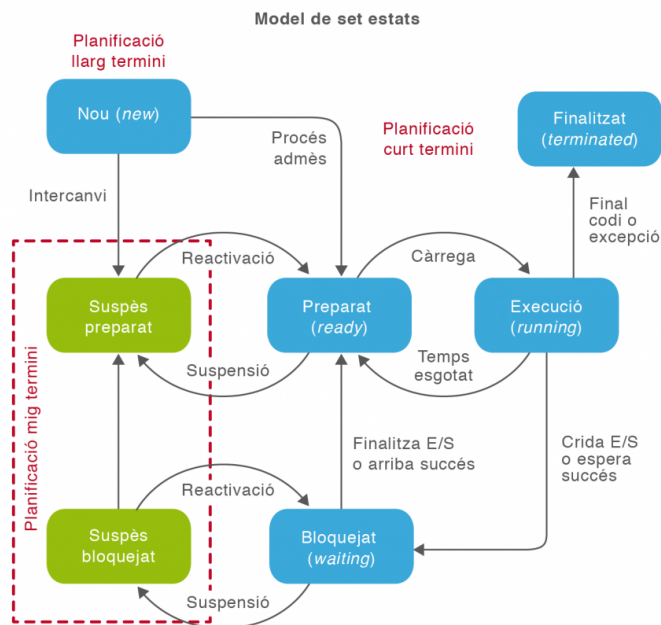 Model de set estats
Planificació
llarg termini
Nou (new)
Procés
admès
Planificació
curt termini
Finalitzat
(terminated)
Intercanvi
Final
codi o
excepció
Reactivació
Càrrega
Suspès
preparat
Preparat
(ready)
Execució
(running)
Suspensió
Temps
esgotat
Planificació mig termini
Finalitza E/S
o arriba succés
Crida E/S
o espera
succés
Reactivació
Suspès
bloquejat
Bloquejat
(waiting)
Suspensió